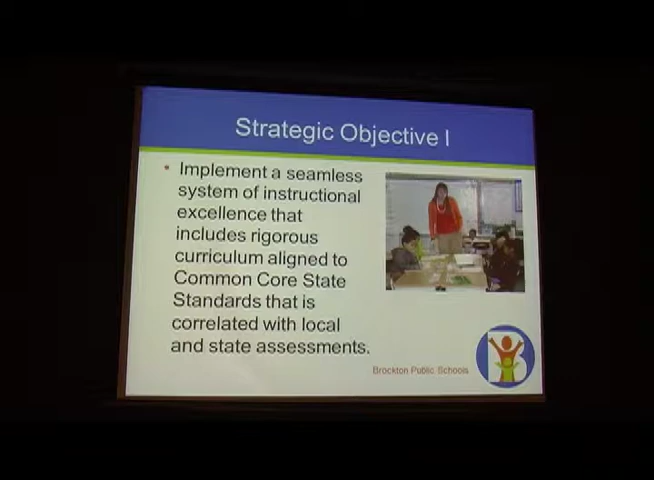 Strategic Objective I
• Implement a seamless
system of instructional
excellence that
includes rigorous
curriculum aligned to
Common Core State
Standards that is
correlated with local
and state assessments.
Brockton Public Schools
B